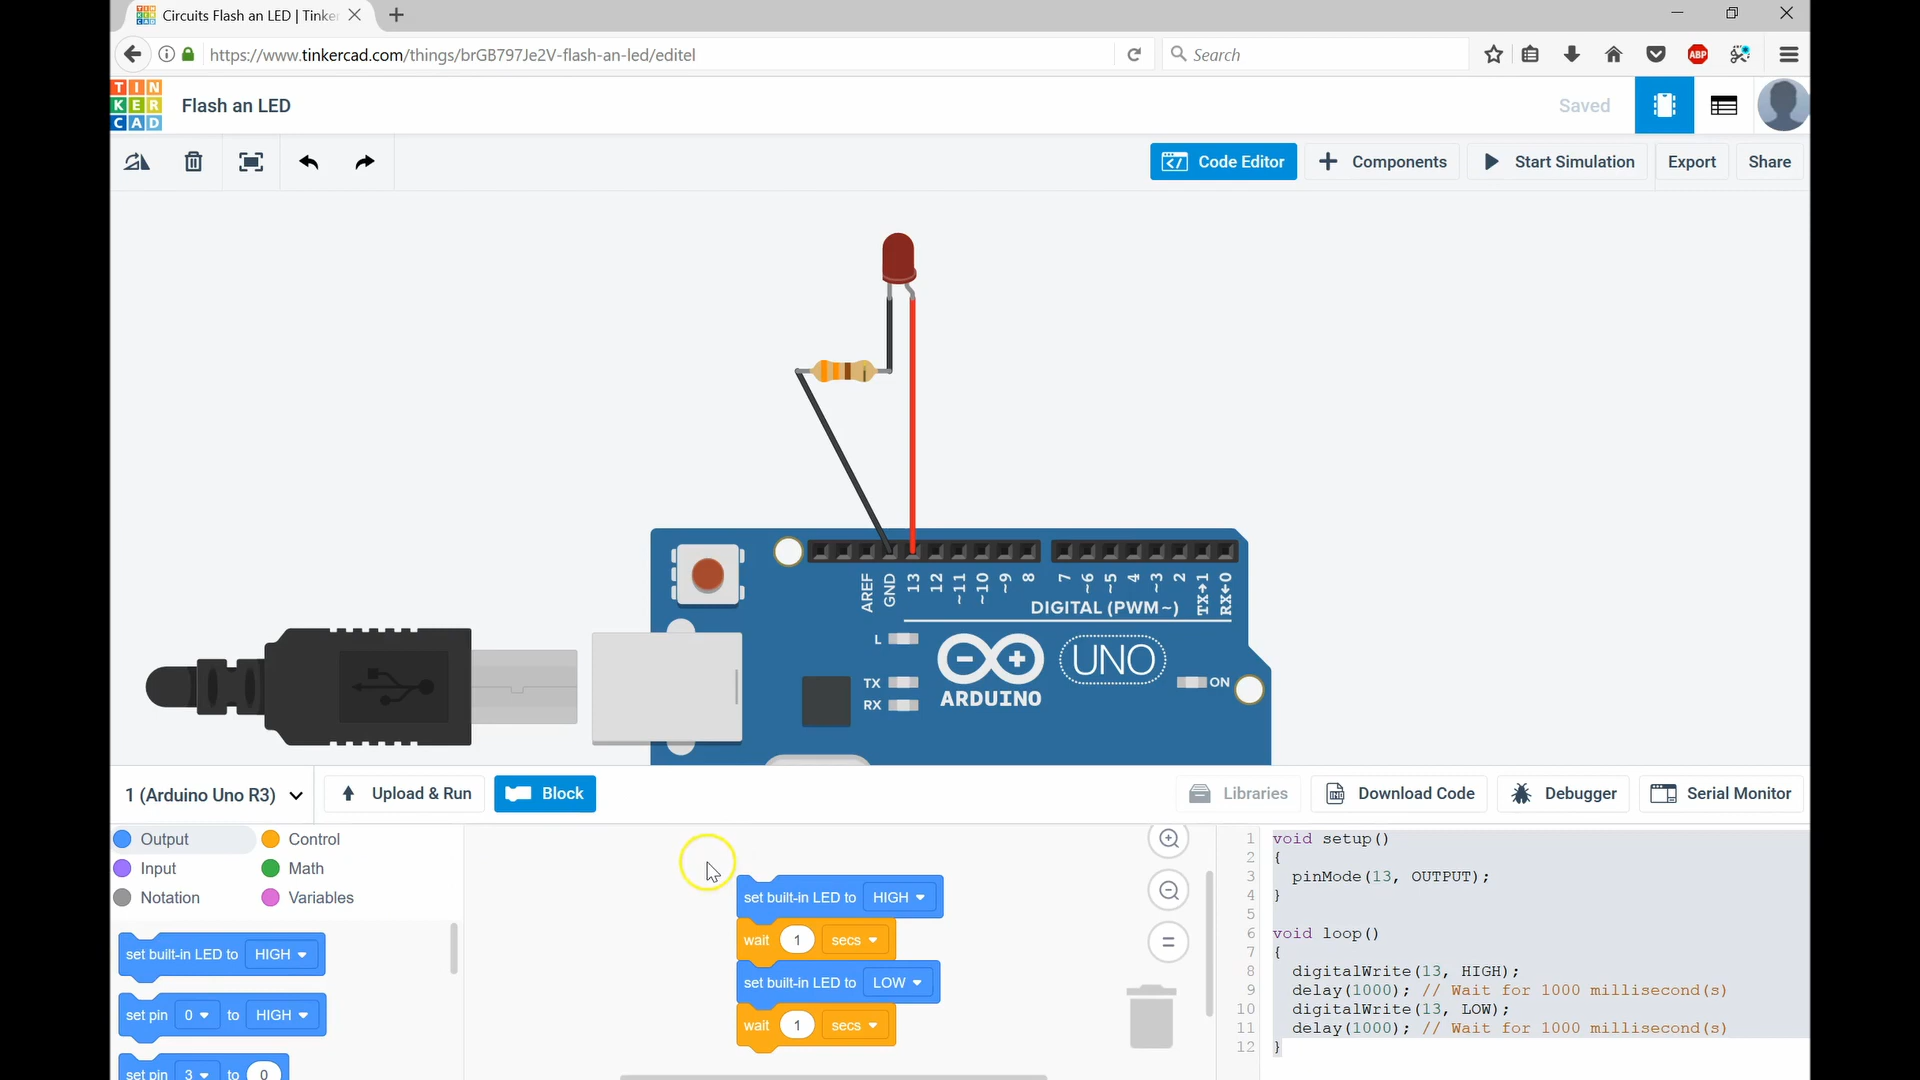 Circuits Flash an LED | Tinker
https://www.tinkercad.com/things/brGB797Je2V-flash-an-led/editel
Search
ABP
TIN
KER
CAD
Flash an LED
Saved
Code Editor
Components
Start Simulation
Export
Share
AREF
GND
13
12
~11
~10
~9
8
7
~6
~5
4
~3
2
TX→1
RX←0
DIGITAL (PWM~)
L
TX
RX
ARDUINO
UNO
ON
1 (Arduino Uno R3)
Upload & Run
Block
Libraries
Download Code
Debugger
Serial Monitor
Output
Control
Input
Math
Notation
Variables
set built-in LED to HIGH
set pin 0 to HIGH
set pin 3 to 0
set built-in LED to HIGH
wait 1 secs
set built-in LED to LOW
wait 1 secs
1 void setup()
2 {
3 pinMode(13, OUTPUT);
4 }
5
6 void loop()
7 {
8 digitalWrite(13, HIGH);
9 delay(1000); // Wait for 1000 millisecond(s)
10 digitalWrite(13, LOW);
11 delay(1000); // Wait for 1000 millisecond(s)
12 }